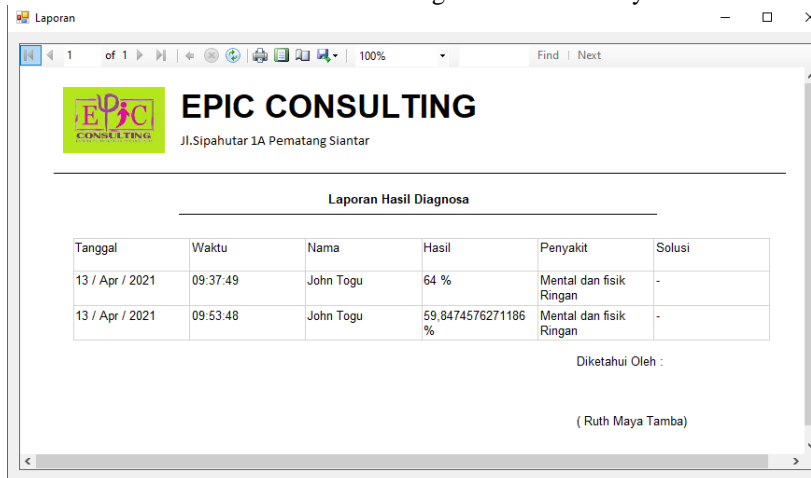 Laporan
1 of 1 100% Find | Next
EPIC
CONSULTING
EPIC CONSULTING
Jl.Sipahutar 1A Pematang Siantar
Laporan Hasil Diagnosa
Tanggal Waktu Nama Hasil Penyakit Solusi
13 / Apr / 2021 09:37:49 John Togu 64 % Mental dan fisik -
Ringan
13 / Apr / 2021 09:53:48 John Togu 59,8474576271186 Mental dan fisik -
% Ringan
Diketahui Oleh :
( Ruth Maya Tamba)